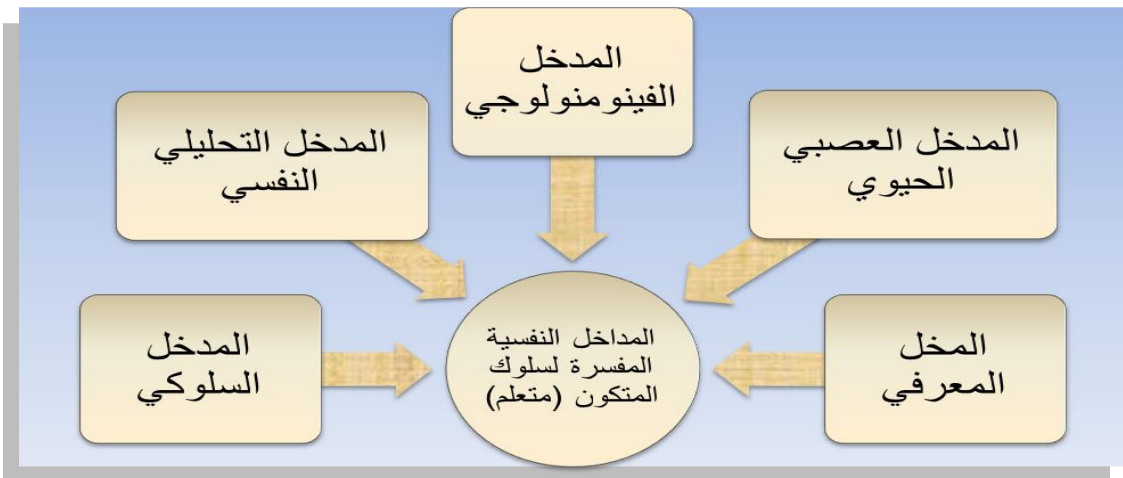 المدخل
الفينومنولوجي
المدخل العصبي
الحيوي
المدخل التحليلي
النفسي
المخل
المعرفي
المدخل
السلوكي
المداخل النفسية
المفسرة لسلوك
المتكون (متعلم)